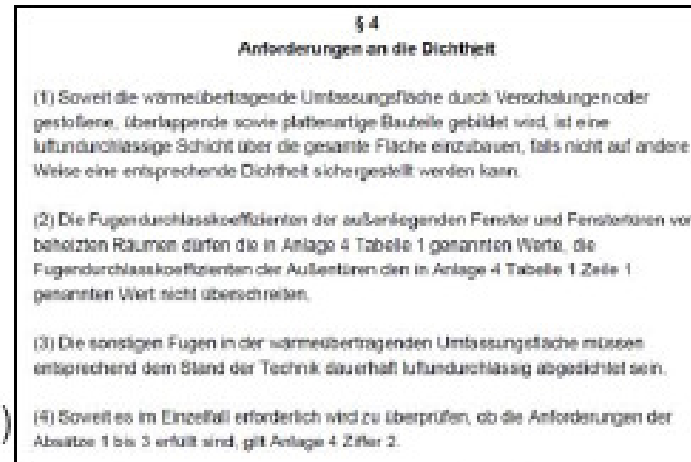 § 4
Anforderungen an die Dichtheit
(1) Soweit die wärmeübertragende Umfassungsfläche durch Verschalungen oder
gestoßene, überlappende sowie plattenartige Bauteile gebildet wird, ist eine
luftundurchlässige Schicht über die gesamte Fläche einzubauen, falls nicht auf andere
Weise eine entsprechende Dichtheit sichergestellt werden kann.
(2) Die Fugendurchlasskoeffizienten der außenliegenden Fenster und Fenstertüren von
beheizten Räumen dürfen die in Anlage 4 Tabelle 1 genannten Werte, die
Fugendurchlasskoeffizienten der Außentüren den in Anlage 4 Tabelle 1 Zeile 1
genannten Wert nicht überschreiten.
(3) Die sonstigen Fugen in der wärmeübertragenden Umfassungsfläche müssen
entsprechend dem Stand der Technik dauerhaft luftundurchlässig abgedichtet sein.
) (4) Soweit es im Einzelfall erforderlich wird zu überprüfen, ob die Anforderungen der
Absätze 1 bis 3 erfüllt sind, gilt Anlage 4 Ziffer 2.